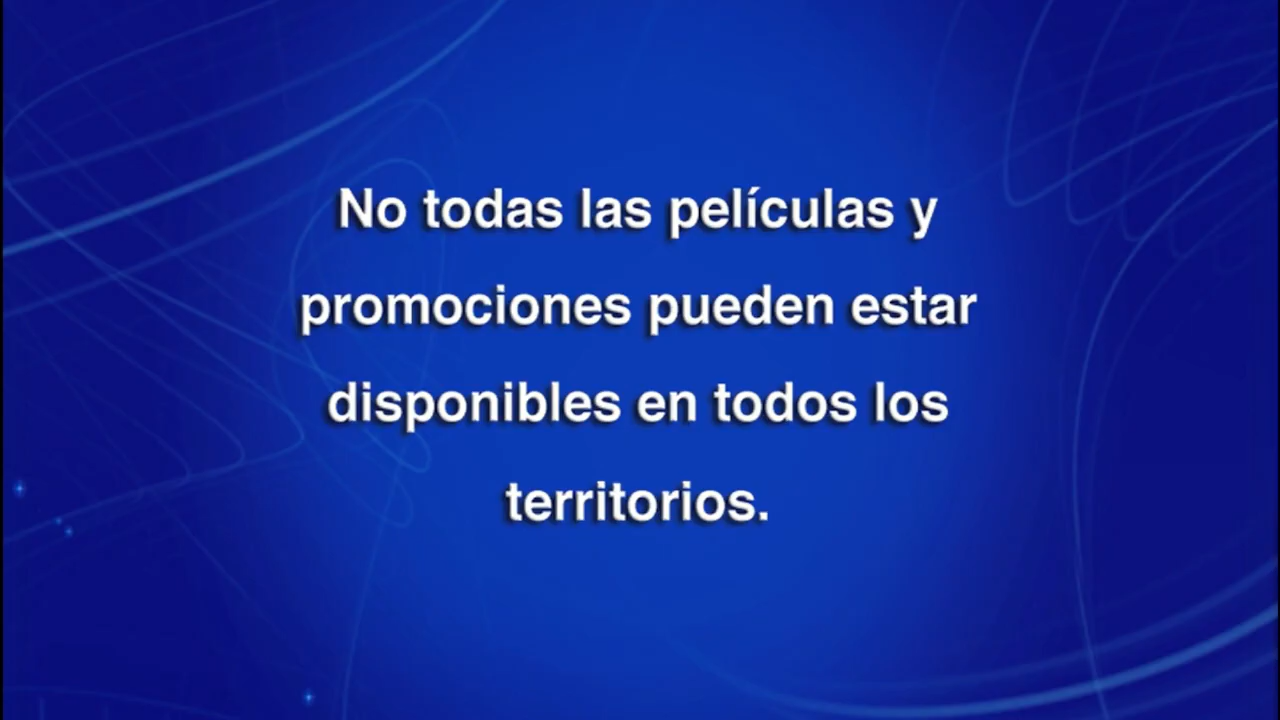 No todas las películas y
promociones pueden estar
disponibles en todos los
territorios.